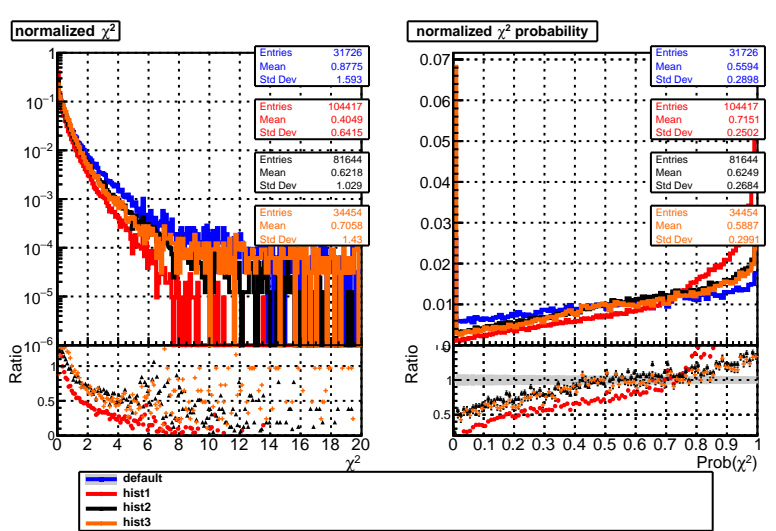 normalized χ²
normalized χ² probability
Entries 31726
Mean 0.8775
Std Dev 1.593
Entries 104417
Mean 0.4049
Std Dev 0.6415
Entries 81644
Mean 0.6218
Std Dev 1.029
Entries 34454
Mean 0.7058
Std Dev 1.43
1
10⁻¹
10⁻²
10⁻³
10⁻⁴
10⁻⁵
10⁻⁶
Ratio
1
0.5
0
0 2 4 6 8 10 12 14 16 18 20
χ²
Entries 31726
Mean 0.5594
Std Dev 0.2898
Entries 104417
Mean 0.7151
Std Dev 0.2502
Entries 81644
Mean 0.6249
Std Dev 0.2684
Entries 34454
Mean 0.5887
Std Dev 0.2991
0.07
0.06
0.05
0.04
0.03
0.02
0.01
Ratio
1
0.5
0 0.1 0.2 0.3 0.4 0.5 0.6 0.7 0.8 0.9 1
Prob(χ²)
default
hist1
hist2
hist3